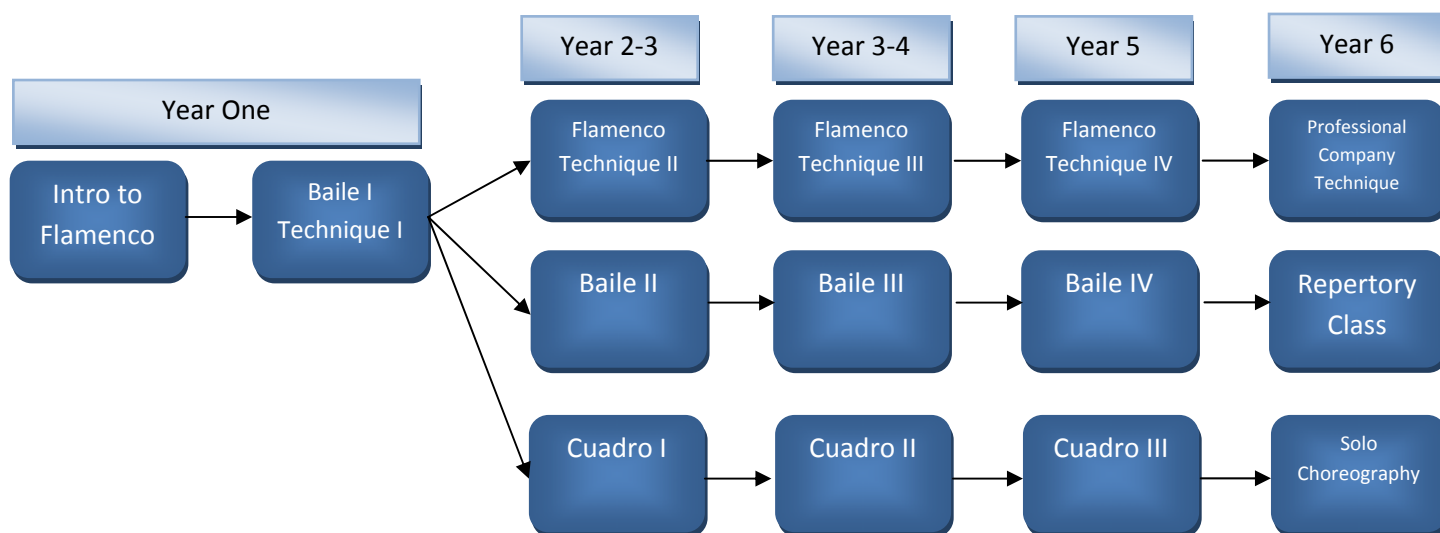 Year One
Year 2-3
Year 3-4
Year 5
Year 6
Intro to
Flamenco
Baile I
Technique I
Flamenco
Technique II
Flamenco
Technique III
Flamenco
Technique IV
Professional
Company
Technique
Baile II
Baile III
Baile IV
Repertory
Class
Cuadro I
Cuadro II
Cuadro III
Solo
Choreography